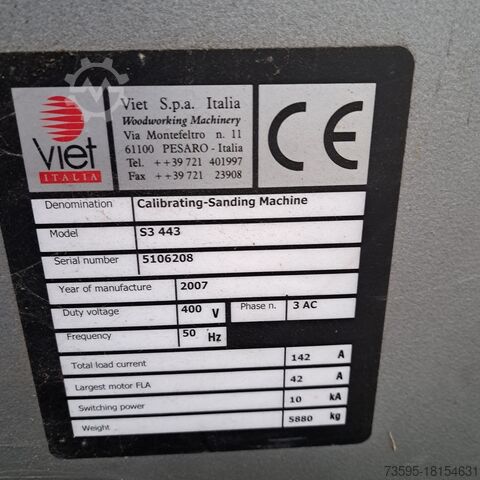 viet
ITALIA
Viet S.p.a. Italia
Woodworking Machinery
Via Montefeltro n. 11
61100 PESARO - Italia
Tel. ++39 721 401997
Fax ++39 721 23908
CE
Denomination Calibrating-Sanding Machine
Model S3 443
Serial number 5106208
Year of manufacture 2007
Duty voltage 400 V Phase n. 3 AC
Frequency 50 Hz
Total load current 142 A
Largest motor FLA 42 A
Switching power 10 kA
Weight 5880 kg
73595-18154631